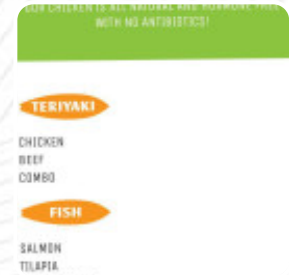 OUR CHICKEN IS ALL NATURAL AND HORMONE FREE
WITH NO ANTIBIOTICS!
TERIYAKI
CHICKEN
BEEF
COMBO
FISH
SALMON
TILAPIA